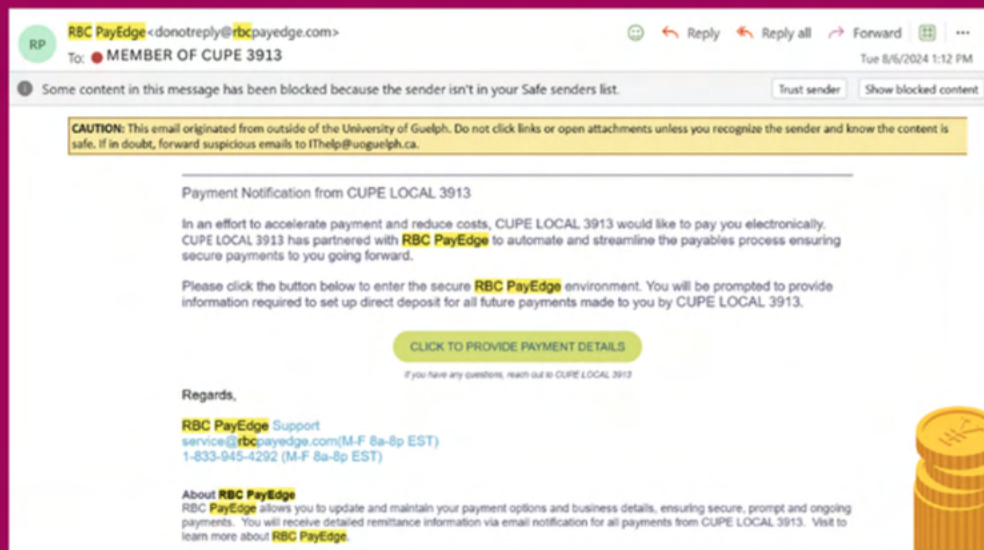 RP
RBC PayEdge<donotreply@rbcpayedge.com>
To: MEMBER OF CUPE 3913
Reply
Reply all
Forward
Tue 8/6/2024 1:12 PM
Some content in this message has been blocked because the sender isn't in your Safe senders list.
Trust sender
Show blocked content
CAUTION: This email originated from outside of the University of Guelph. Do not click links or open attachments unless you recognize the sender and know the content is
safe. If in doubt, forward suspicious emails to IThelp@uoguelph.ca.
Payment Notification from CUPE LOCAL 3913
In an effort to accelerate payment and reduce costs, CUPE LOCAL 3913 would like to pay you electronically.
CUPE LOCAL 3913 has partnered with RBC PayEdge to automate and streamline the payables process ensuring
secure payments to you going forward.
Please click the button below to enter the secure RBC PayEdge environment. You will be prompted to provide
information required to set up direct deposit for all future payments made to you by CUPE LOCAL 3913.
CLICK TO PROVIDE PAYMENT DETAILS
If you have any questions, reach out to CUPE LOCAL 3913
Regards,
RBC PayEdge Support
service@rbcpayedge.com(M-F 8a-8p EST)
1-833-945-4292 (M-F 8a-8p EST)
About RBC PayEdge
RBC PayEdge allows you to update and maintain your payment options and business details, ensuring secure, prompt and ongoing
payments. You will receive detailed remittance information via email notification for all payments from CUPE LOCAL 3913. Visit to
learn more about RBC PayEdge.